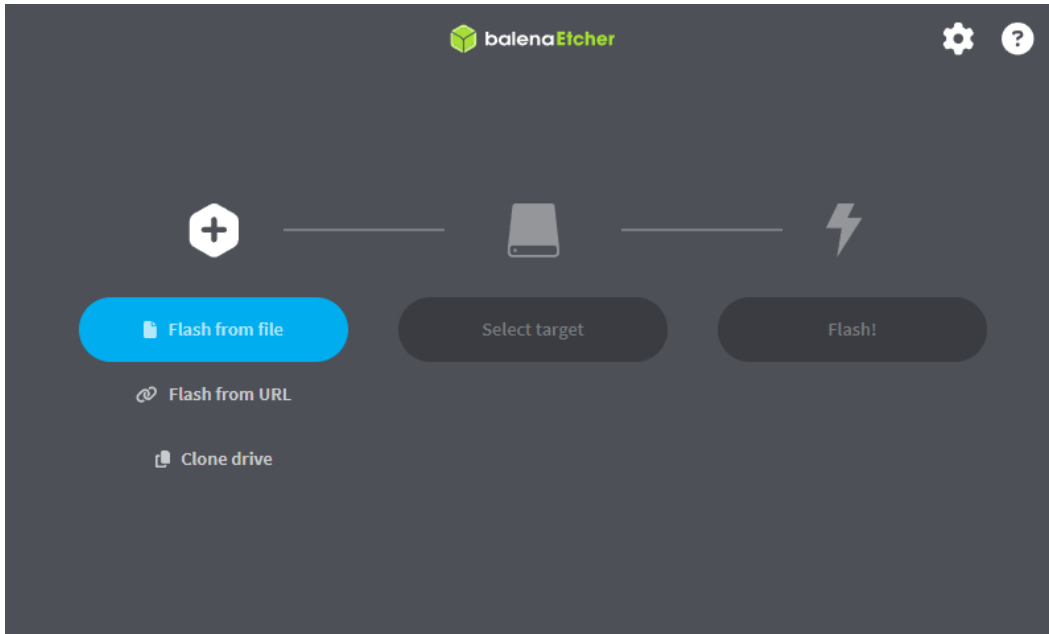 balenaEtcher
?
Flash from file
Select target
Flash!
Flash from URL
Clone drive